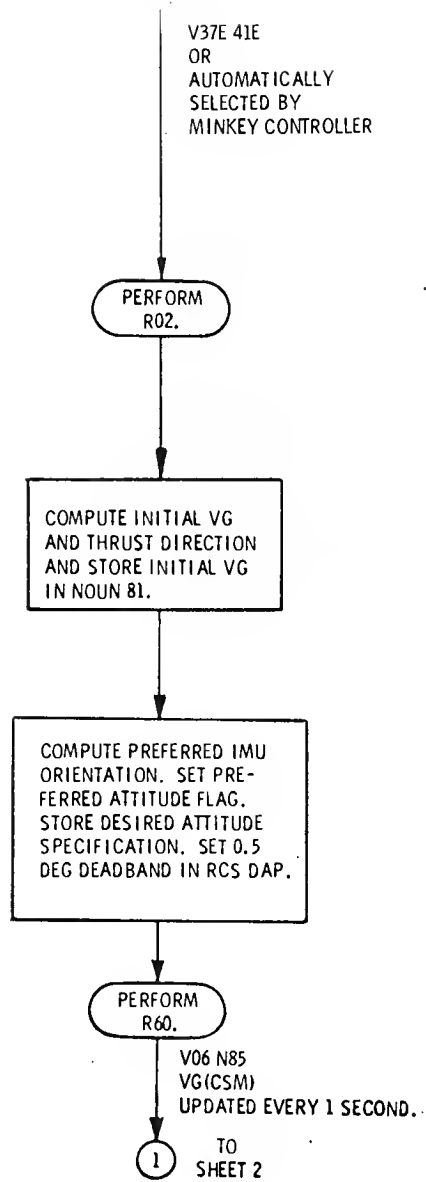 V37E 41E
OR
AUTOMATICALLY
SELECTED BY
MINKEY CONTROLLER
PERFORM
R02.
COMPUTE INITIAL VG
AND THRUST DIRECTION
AND STORE INITIAL VG
IN NOUN 81.
COMPUTE PREFERRED IMU
ORIENTATION. SET PRE-
FERRED ATTITUDE FLAG.
STORE DESIRED ATTITUDE
SPECIFICATION. SET 0.5
DEG DEADBAND IN RCS DAP.
PERFORM
R60.
V06 N85
VG(CSM)
UPDATED EVERY 1 SECOND.
1
TO
SHEET 2